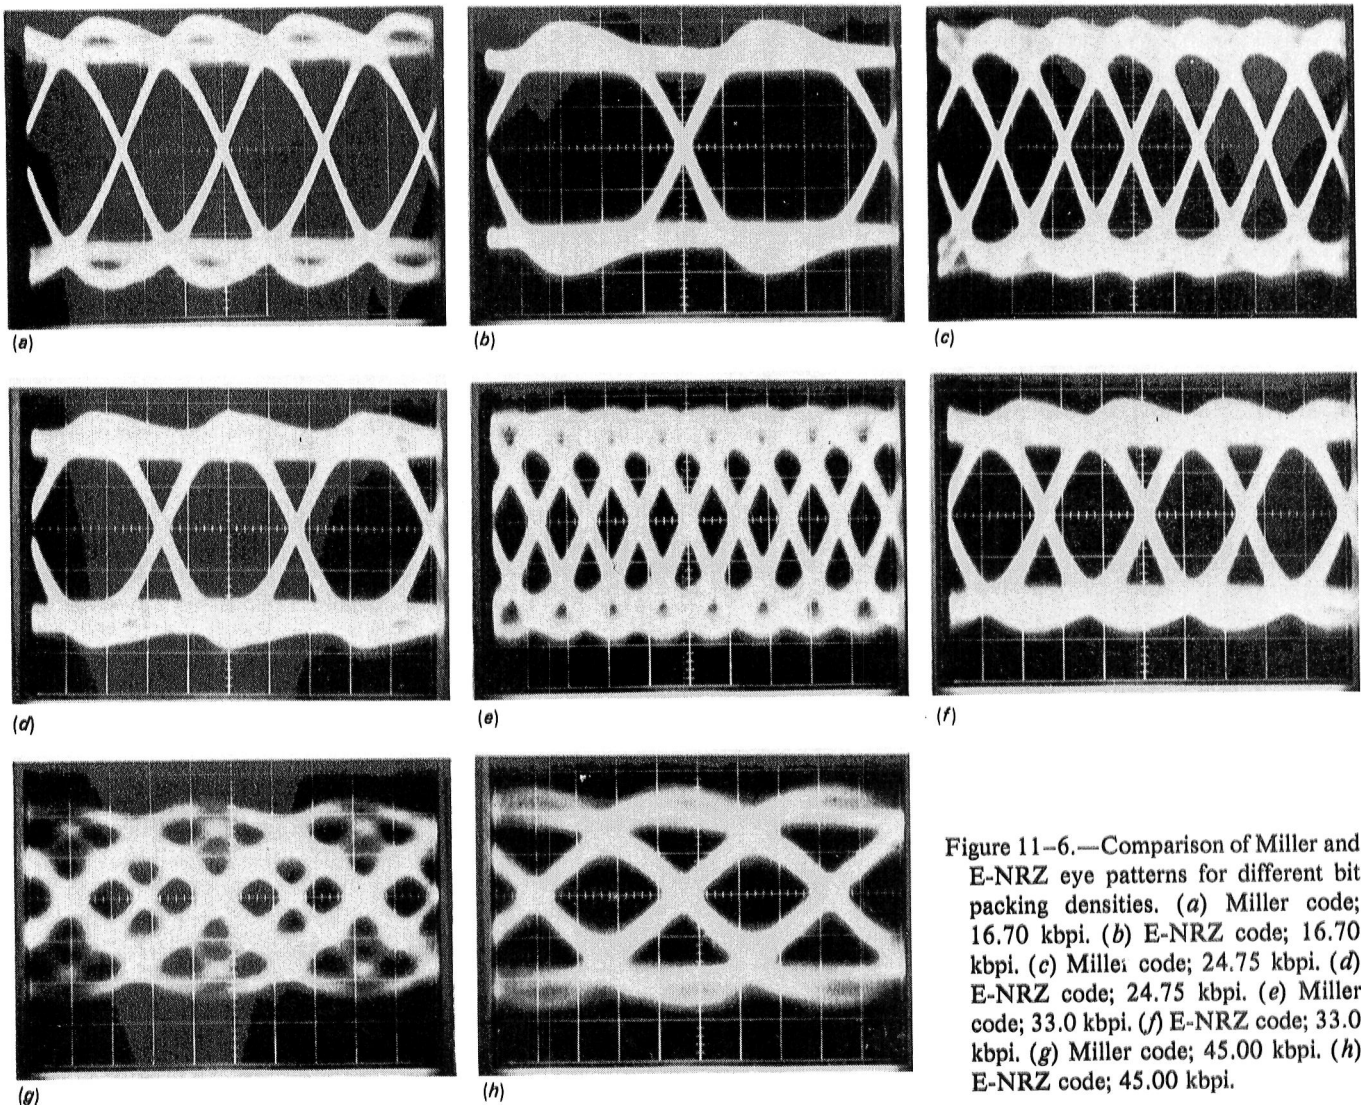 (a)
(b)
(c)
(d)
(e)
(f)
(g)
(h)
Figure 11–6.—Comparison of Miller and
E-NRZ eye patterns for different bit
packing densities. (a) Miller code;
16.70 kbpi. (b) E-NRZ code; 16.70
kbpi. (c) Miller code; 24.75 kbpi. (d)
E-NRZ code; 24.75 kbpi. (e) Miller
code; 33.0 kbpi. (f) E-NRZ code; 33.0
kbpi. (g) Miller code; 45.00 kbpi. (h)
E-NRZ code; 45.00 kbpi.